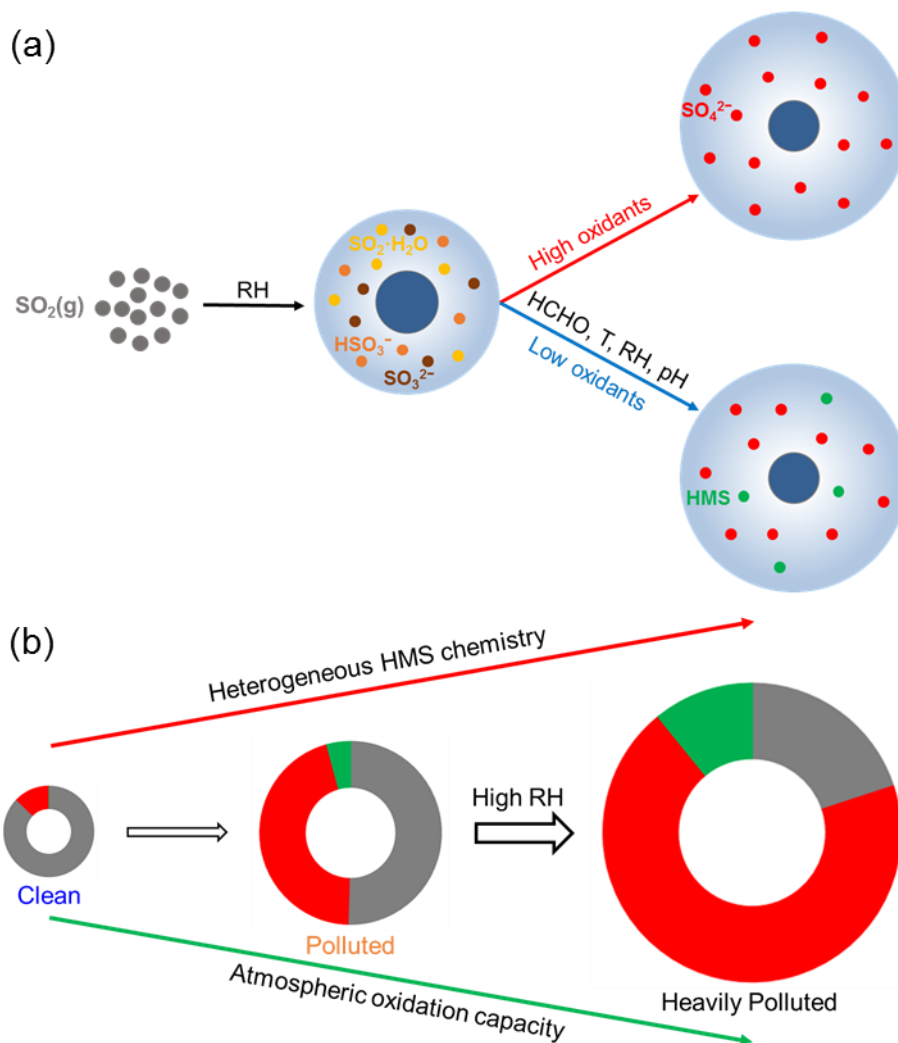 (a)
SO₄²⁻
High oxidants
SO₂·H₂O
SO₂(g)
RH
HSO₃⁻
SO₃²⁻
HCHO, T, RH, pH
Low oxidants
HMS
(b)
Heterogeneous HMS chemistry
High RH
Clean
Polluted
Heavily Polluted
Atmospheric oxidation capacity